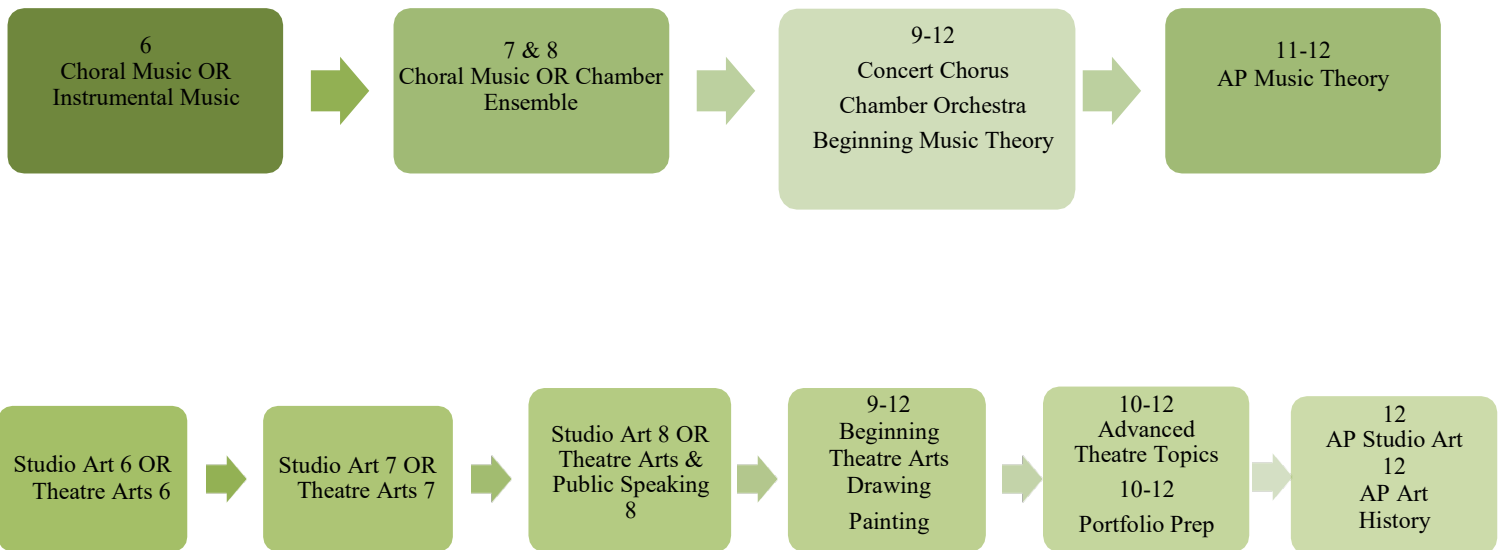 6
Choral Music OR
Instrumental Music
7 & 8
Choral Music OR Chamber
Ensemble
9-12
Concert Chorus
Chamber Orchestra
Beginning Music Theory
11-12
AP Music Theory
Studio Art 6 OR
Theatre Arts 6
Studio Art 7 OR
Theatre Arts 7
Studio Art 8 OR
Theatre Arts &
Public Speaking
8
9-12
Beginning
Theatre Arts
Drawing
Painting
10-12
Advanced
Theatre Topics
10-12
Portfolio Prep
12
AP Studio Art
12
AP Art
History